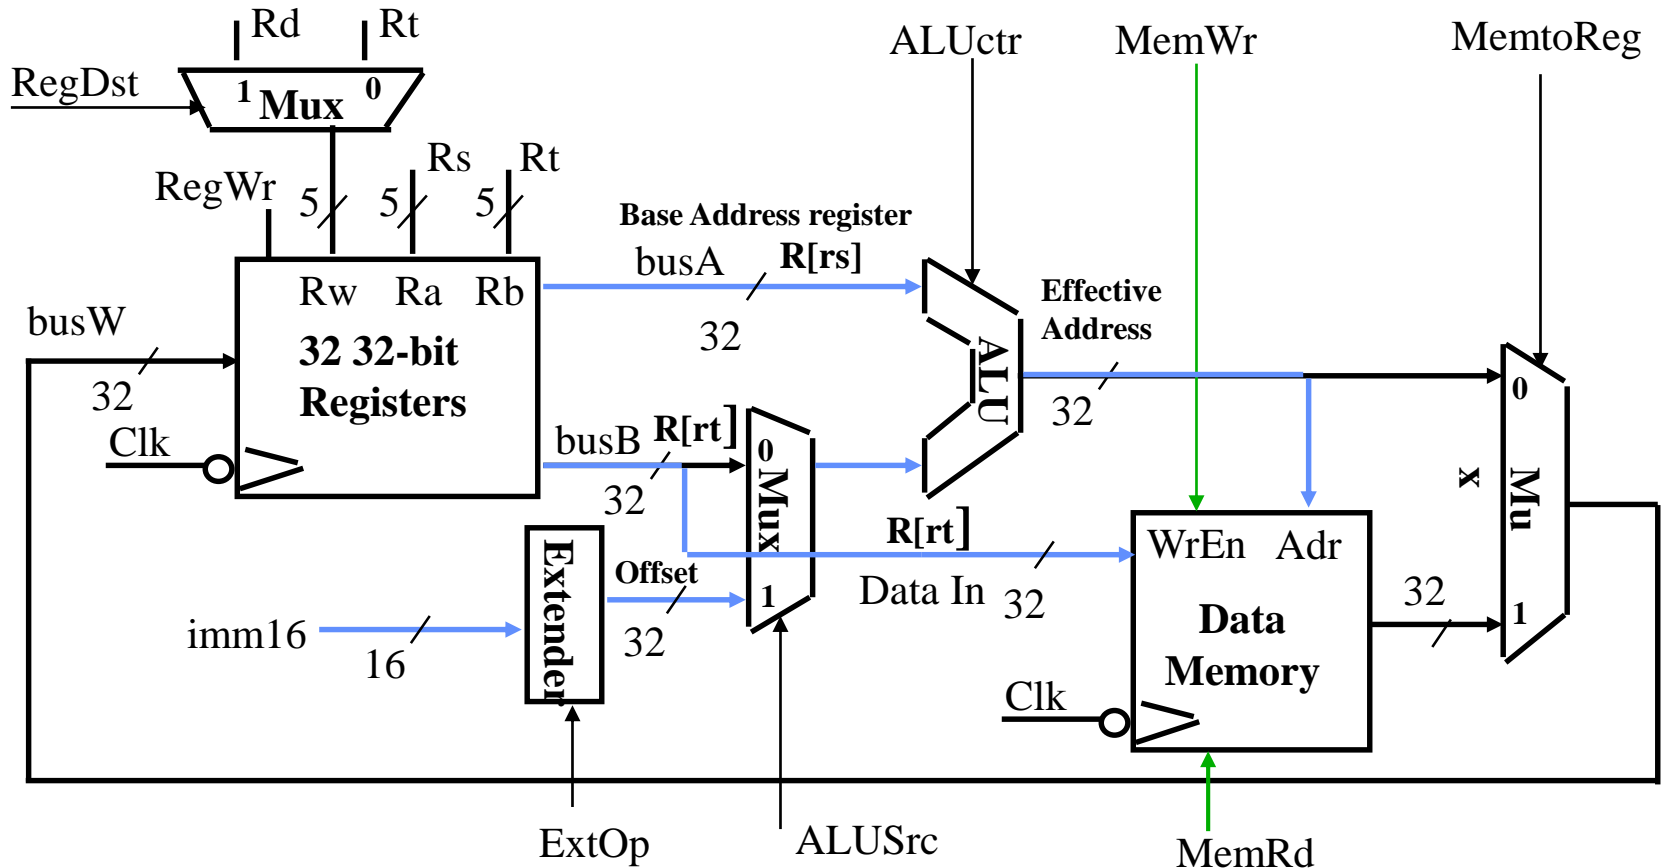 Rd
Rt
ALUctr
MemWr
MemtoReg
RegDst
1
Mux
0
Rs
Rt
RegWr
5
5
5
Base Address register
busA
R[rs]
Rw
Ra
Rb
Effective
Address
busW
32
32 32-bit
Registers
ALU
0
32
32
Clk
busB
R[rt]
0
Mux
Mu
x
32
R[rt]
WrEn
Adr
Extender
Offset
1
Data In
32
32
1
imm16
16
32
Data
Memory
Clk
ExtOp
ALUSrc
MemRd